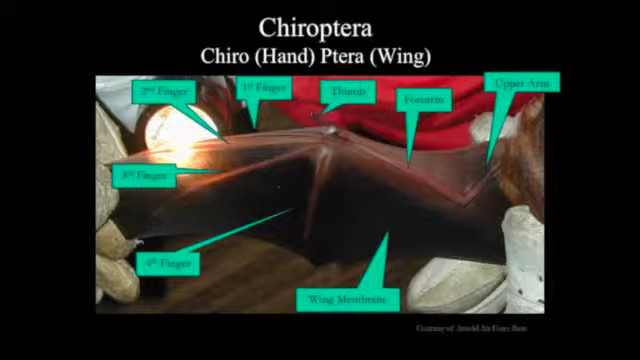 Chiroptera
Chiro (Hand) Ptera (Wing)
2nd Finger
1st Finger
Thumb
Forearm
Upper Arm
3rd Finger
4th Finger
Wing Membrane
Courtesy of Arnold Air Force Base